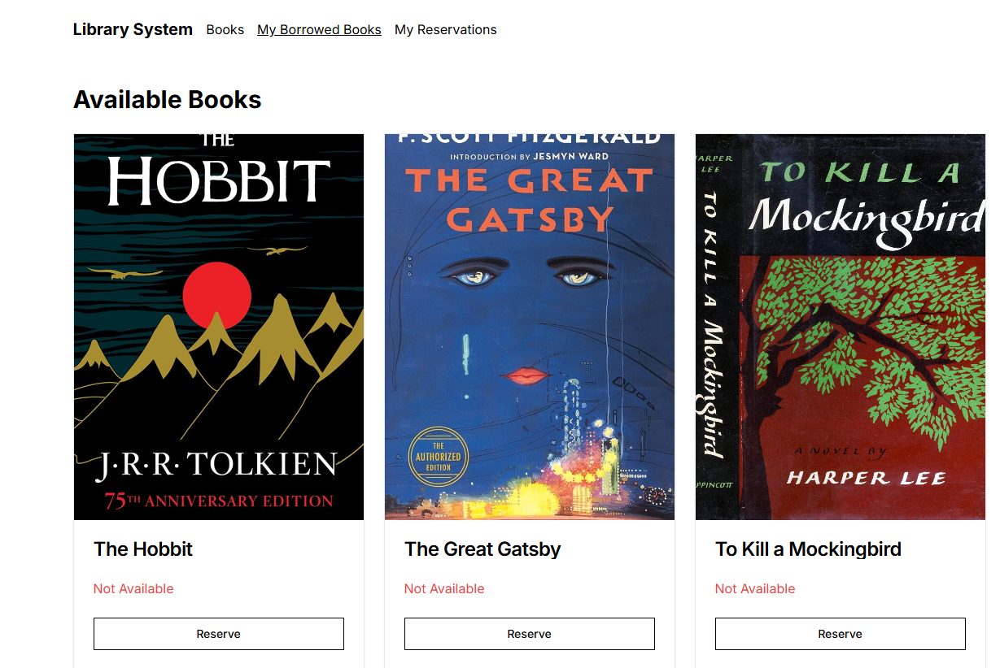 Library System Books My Borrowed Books My Reservations
Available Books
THE
HOBBIT
J·R·R· TOLKIEN
75TH ANNIVERSARY EDITION
The Hobbit
Not Available
Reserve
F. SCOTT FITZGERALD
INTRODUCTION BY JESMYN WARD
THE GREAT
GATSBY
THE
AUTHORIZED
EDITION
The Great Gatsby
Not Available
Reserve
HARPER
LEE
TO KILL A Mockingbird
PPINCOTT
TO KILL A
Mockingbird
A NOVEL BY
HARPER LEE
To Kill a Mockingbird
Not Available
Reserve